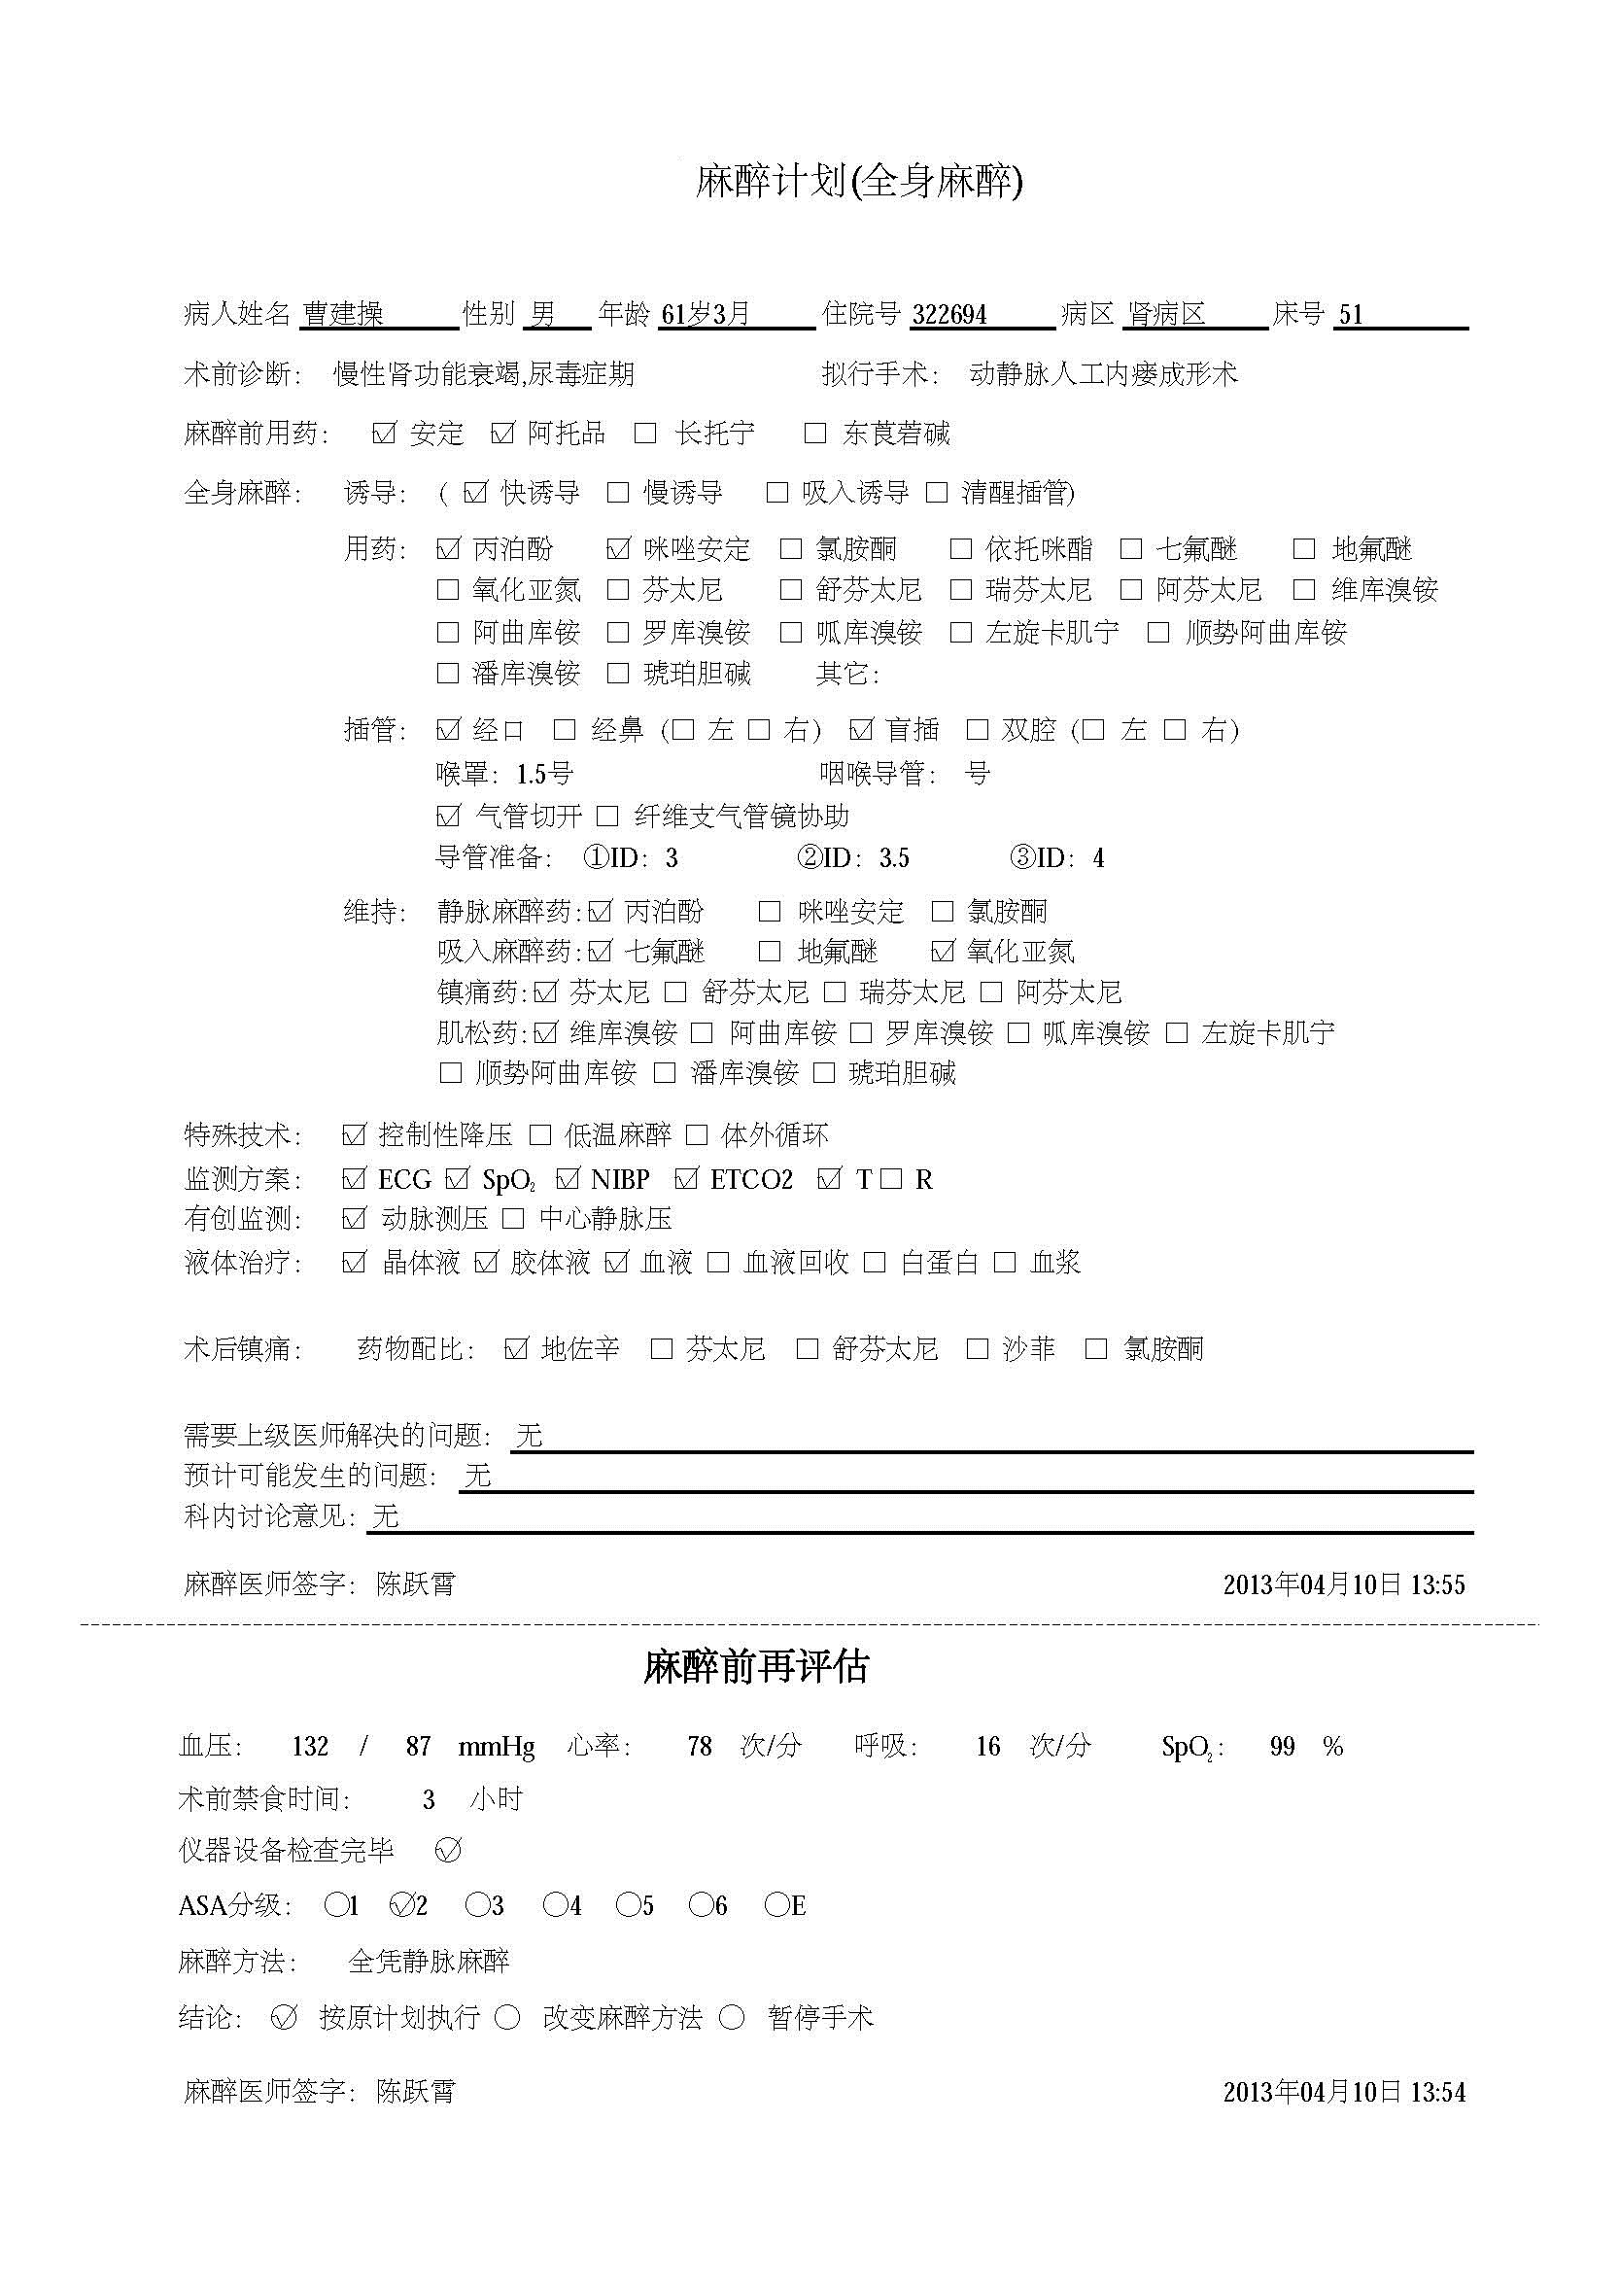 麻醉计划(全身麻醉)
病人姓名 曹建操 性别 男 年龄 61岁3月 住院号 322694 病区 肾病区 床号 51
术前诊断： 慢性肾功能衰竭,尿毒症期 拟行手术： 动静脉人工内瘘成形术
麻醉前用药： ☑ 安定 ☑ 阿托品 □ 长托宁 □ 东莨菪碱
全身麻醉： 诱导： ( ☑ 快诱导 □ 慢诱导 □ 吸入诱导 □ 清醒插管)
用药： ☑ 丙泊酚 ☑ 咪唑安定 □ 氯胺酮 □ 依托咪酯 □ 七氟醚 □ 地氟醚
□ 氧化亚氮 □ 芬太尼 □ 舒芬太尼 □ 瑞芬太尼 □ 阿芬太尼 □ 维库溴铵
□ 阿曲库铵 □ 罗库溴铵 □ 呱库溴铵 □ 左旋卡肌宁 □ 顺势阿曲库铵
□ 潘库溴铵 □ 琥珀胆碱 其它：
插管： ☑ 经口 □ 经鼻 (□ 左 □ 右) ☑ 盲插 □ 双腔 (□ 左 □ 右)
喉罩： 1.5号 咽喉导管： 号
☑ 气管切开 □ 纤维支气管镜协助
导管准备： ①ID： 3 ②ID： 3.5 ③ID： 4
维持： 静脉麻醉药：☑ 丙泊酚 □ 咪唑安定 □ 氯胺酮
吸入麻醉药：☑ 七氟醚 □ 地氟醚 ☑ 氧化亚氮
镇痛药：☑ 芬太尼 □ 舒芬太尼 □ 瑞芬太尼 □ 阿芬太尼
肌松药：☑ 维库溴铵 □ 阿曲库铵 □ 罗库溴铵 □ 呱库溴铵 □ 左旋卡肌宁
□ 顺势阿曲库铵 □ 潘库溴铵 □ 琥珀胆碱
特殊技术： ☑ 控制性降压 □ 低温麻醉 □ 体外循环
监测方案： ☑ ECG ☑ SpO₂ ☑ NIBP ☑ ETCO2 ☑ T □ R
有创监测： ☑ 动脉测压 □ 中心静脉压
液体治疗： ☑ 晶体液 ☑ 胶体液 ☑ 血液 □ 血液回收 □ 白蛋白 □ 血浆
术后镇痛： 药物配比： ☑ 地佐辛 □ 芬太尼 □ 舒芬太尼 □ 沙菲 □ 氯胺酮
需要上级医师解决的问题： 无
预计可能发生的问题： 无
科内讨论意见： 无
麻醉医师签字： 陈跃霄 2013年04月10日 13:55
麻醉前再评估
血压： 132 / 87 mmHg 心率： 78 次/分 呼吸： 16 次/分 SpO₂： 99 %
术前禁食时间： 3 小时
仪器设备检查完毕 ☑
ASA分级： ○1 ☑2 ○3 ○4 ○5 ○6 ○E
麻醉方法： 全凭静脉麻醉
结论： ☑ 按原计划执行 ○ 改变麻醉方法 ○ 暂停手术
麻醉医师签字： 陈跃霄 2013年04月10日 13:54